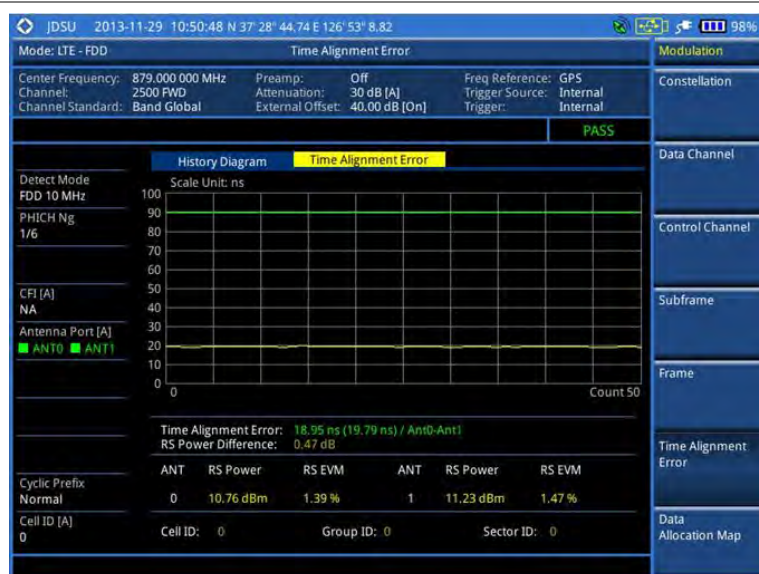 JDSU 2013-11-29 10:50:48 N 37° 28" 44.74 E 126° 53" 8.82 98%
Mode: LTE - FDD
Time Alignment Error
Modulation
Center Frequency: 879.000 000 MHz
Channel: 2500 FWD
Channel Standard: Band Global
Preamp: Off
Attenuation: 30 dB [A]
External Offset: 40.00 dB [On]
Freq Reference: GPS
Trigger Source: Internal
Trigger: Internal
PASS
Constellation
Data Channel
Control Channel
Subframe
Frame
Time Alignment
Error
Data
Allocation Map
Detect Mode
FDD 10 MHz
PHICH Ng
1/6
CFI [A]
NA
Antenna Port [A]
ANT0 ANT1
Cyclic Prefix
Normal
Cell ID [A]
0
History Diagram Time Alignment Error
Scale Unit: ns
100
90
80
70
60
50
40
30
20
10
0
0 Count 50
Time Alignment Error: 18.95 ns (19.79 ns) / Ant0-Ant1
RS Power Difference: 0.47 dB
ANT RS Power RS EVM ANT RS Power RS EVM
0 10.76 dBm 1.39 % 1 11.23 dBm 1.47 %
Cell ID: 0 Group ID: 0 Sector ID: 0